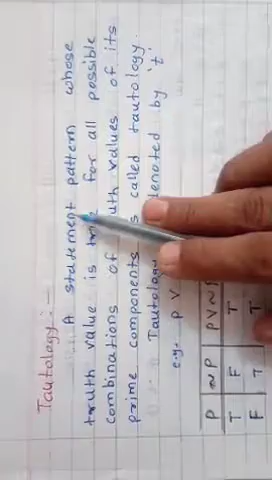 Tautology :-
A statement pattern whose
truth value is true for all possible
combinations of truth values of its
prime components is called tautology.
Tautology denoted by 't'
e.g. P V
P ~P P V ~P
T F T
F T T